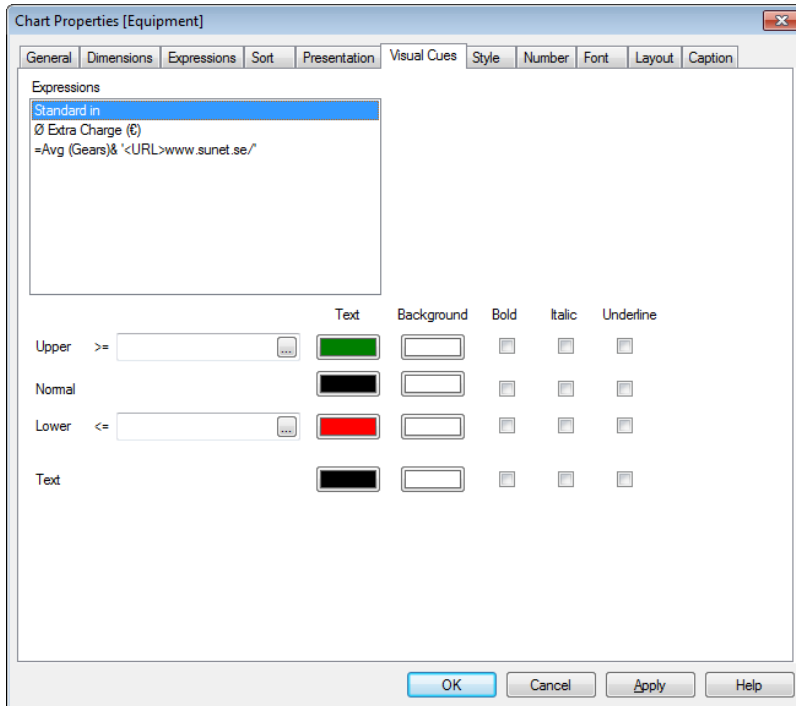 Chart Properties [Equipment]
General Dimensions Expressions Sort Presentation Visual Cues Style Number Font Layout Caption
Expressions
Standard in
Ø Extra Charge (€)
=Avg (Gears)& '<URL>www.sunet.se/'
Text Background Bold Italic Underline
Upper >= ...
Normal
Lower <= ...
Text
OK Cancel Apply Help